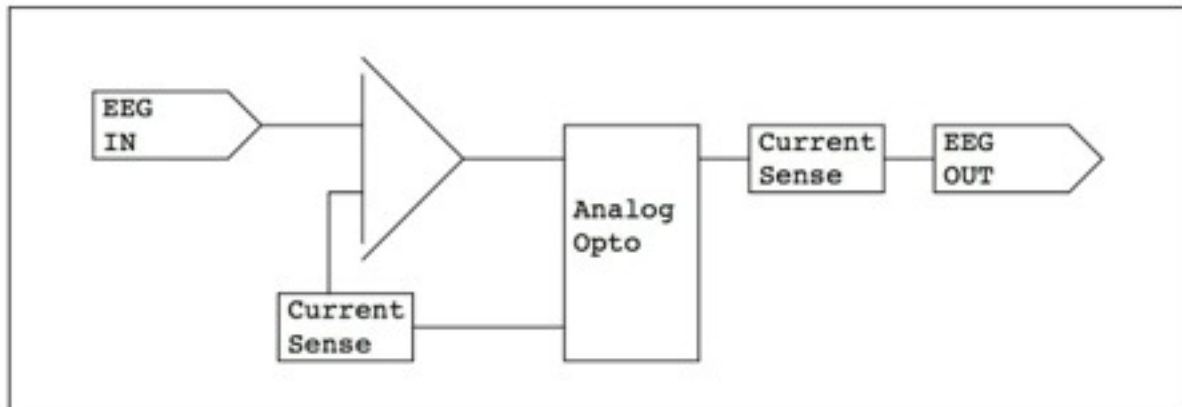 EEG
IN
Current
Sense
EEG
OUT
Analog
Opto
Current
Sense